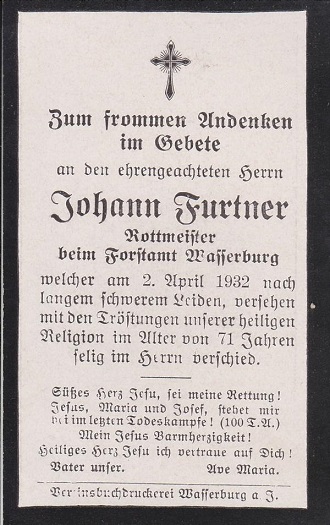 Zum frommen Andenken
im Gebete
an den ehrengeachteten Herrn
Johann Furtner
Rottmeister
beim Forstamt Wasserburg
welcher am 2. April 1932 nach
langem schwerem Leiden, versehen
mit den Tröstungen unserer heiligen
Religion im Alter von 71 Jahren
selig im Herrn verschied.
Süßes Herz Jesu, sei meine Rettung!
Jesus, Maria und Josef, stehet mir
bei im letzten Todeskampfe! (100 T. A.)
Mein Jesus Barmherzigkeit!
Heiliges Herz Jesu ich vertraue auf Dich!
Vater unser. Ave Maria.
Vereinsbuchdruckerei Wasserburg a J.